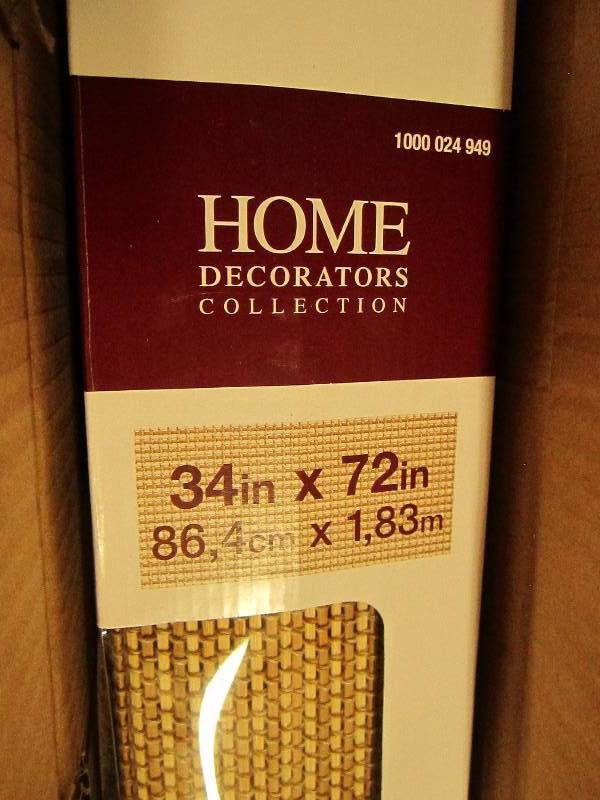 1000 024 949
HOME
DECORATORS
COLLECTION
34in x 72in
86,4cm x 1,83m